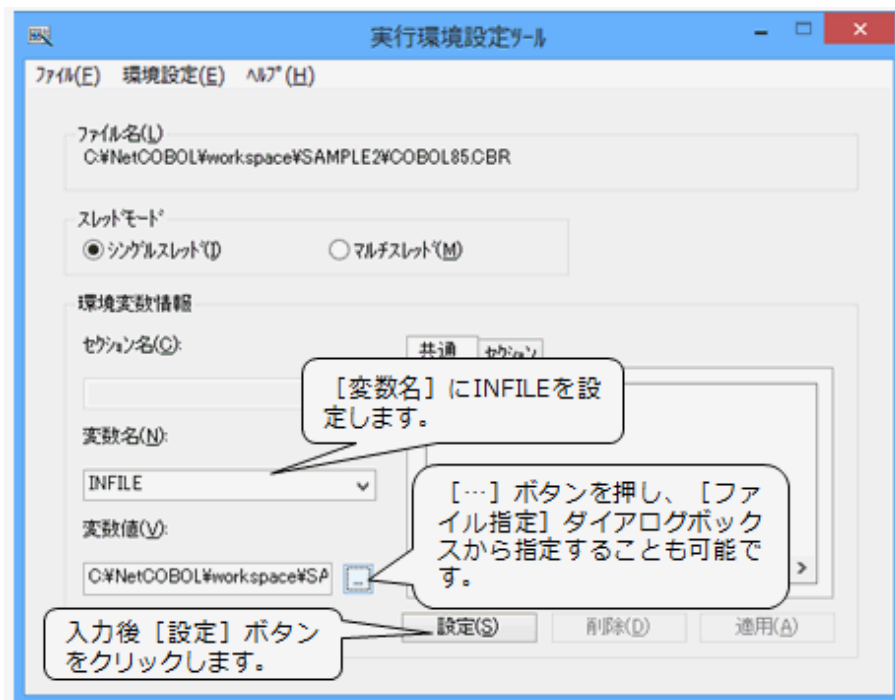 実行環境設定ﾂｰﾙ
ﾌｧｲﾙ(F) 環境設定(E) ﾍﾙﾌﾟ(H)
ファイル名(L)
C:¥NetCOBOL¥workspace¥SAMPLE2¥COBOL85.CBR
ｽﾚｯﾄﾞﾓｰﾄﾞ
ｼﾝｸﾞﾙｽﾚｯﾄﾞ(I) ﾏﾙﾁｽﾚｯﾄﾞ(M)
環境変数情報
ｾｸｼｮﾝ名(C):
共通 ｾｸｼｮﾝ
［変数名］にINFILEを設
定します。
変数名(N):
INFILE
［…］ボタンを押し、［ファ
イル指定］ダイアログボック
スから指定することも可能で
す。
変数値(V):
C:¥NetCOBOL¥workspace¥SA
...
入力後［設定］ボタン
をクリックします。
設定(S) 削除(D) 適用(A)